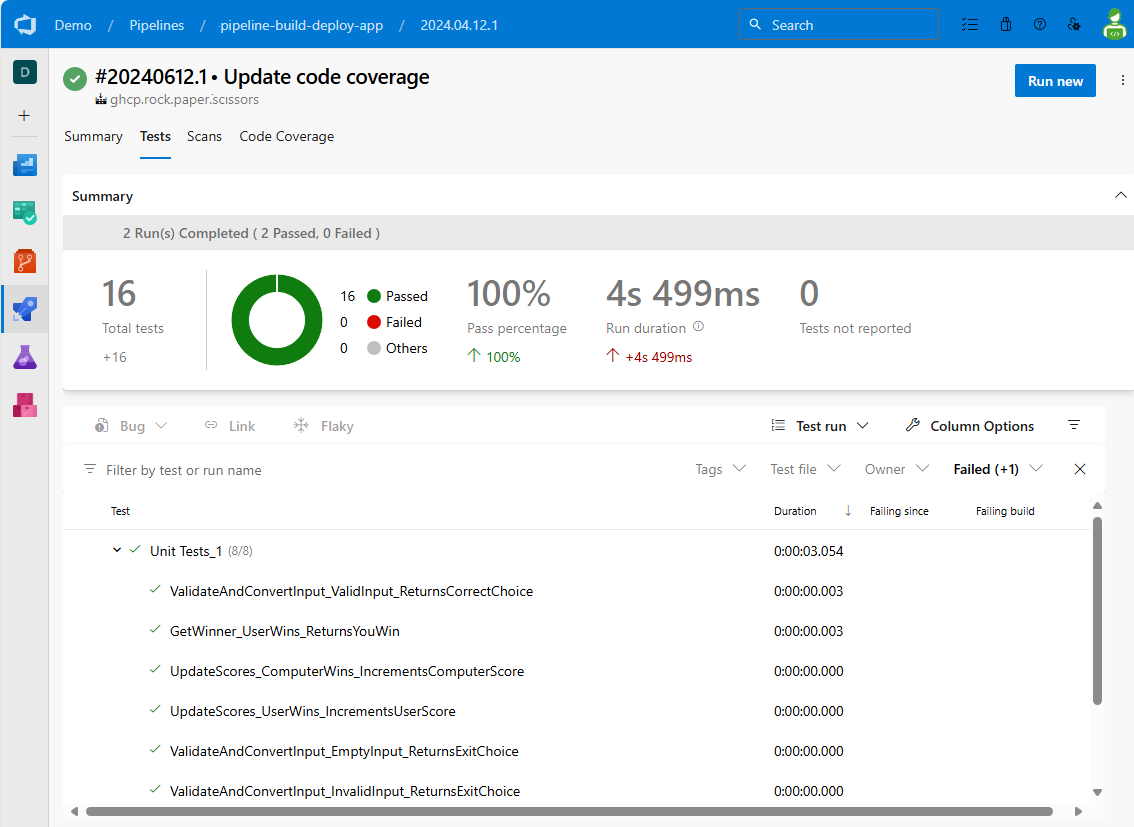 Demo / Pipelines / pipeline-build-deploy-app / 2024.04.12.1 Search
D
#20240612.1 • Update code coverage
ghcp.rock.paper.scissors
Run new
Summary Tests Scans Code Coverage
Summary
2 Run(s) Completed ( 2 Passed, 0 Failed )
16 Total tests +16
16 Passed
0 Failed
0 Others
100% Pass percentage 100%
4s 499ms Run duration +4s 499ms
0 Tests not reported
Bug Link Flaky Test run Column Options
Filter by test or run name Tags Test file Owner Failed (+1)
Test Duration Failing since Failing build
Unit Tests_1 (8/8) 0:00:03.054
ValidateAndConvertInput_ValidInput_ReturnsCorrectChoice 0:00:00.003
GetWinner_UserWins_ReturnsYouWin 0:00:00.003
UpdateScores_ComputerWins_IncrementsComputerScore 0:00:00.000
UpdateScores_UserWins_IncrementsUserScore 0:00:00.000
ValidateAndConvertInput_EmptyInput_ReturnsExitChoice 0:00:00.000
ValidateAndConvertInput_InvalidInput_ReturnsExitChoice 0:00:00.000